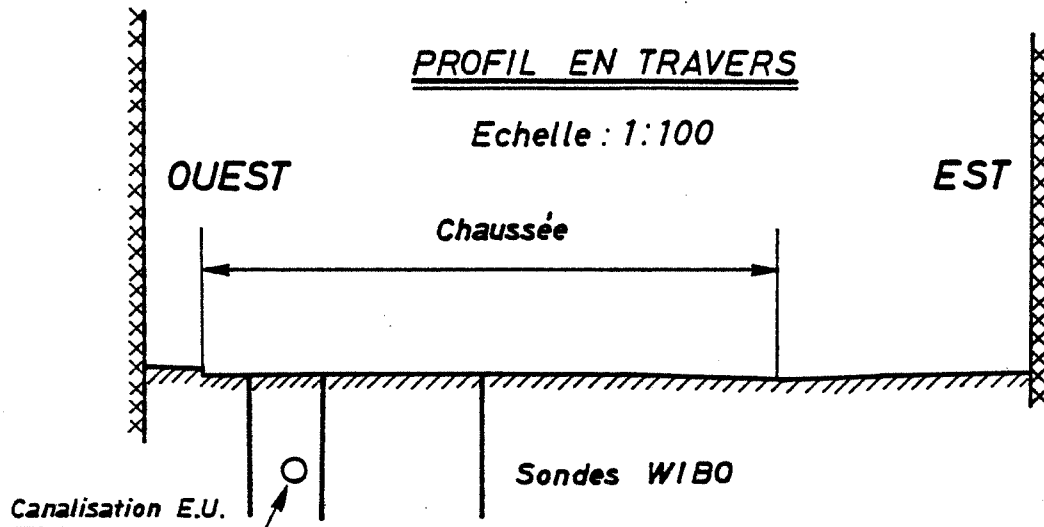 PROFIL EN TRAVERS
Echelle : 1:100
OUEST
EST
Chaussée
Sondes WIBO
Canalisation E.U.